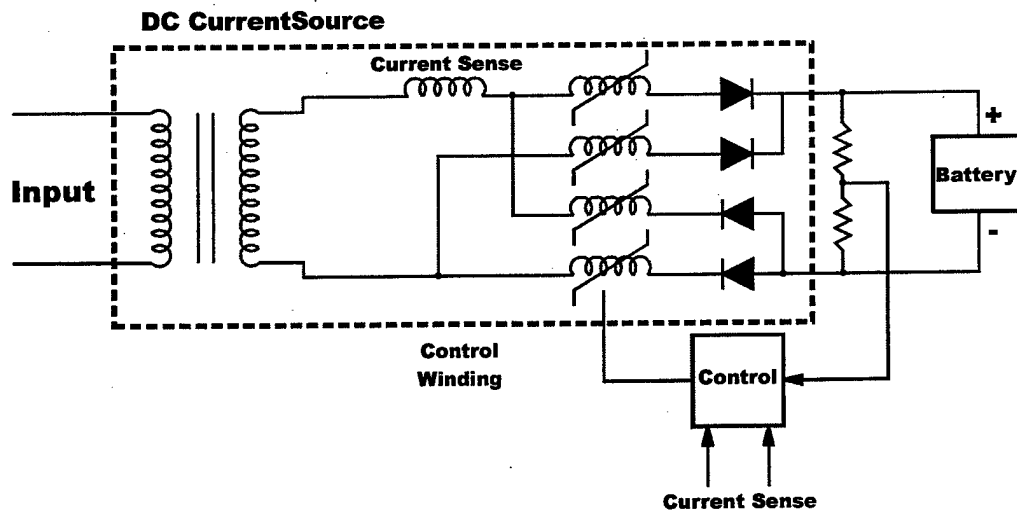 DC CurrentSource
Current Sense
Input
+
Battery
-
Control
Winding
Control
Current Sense